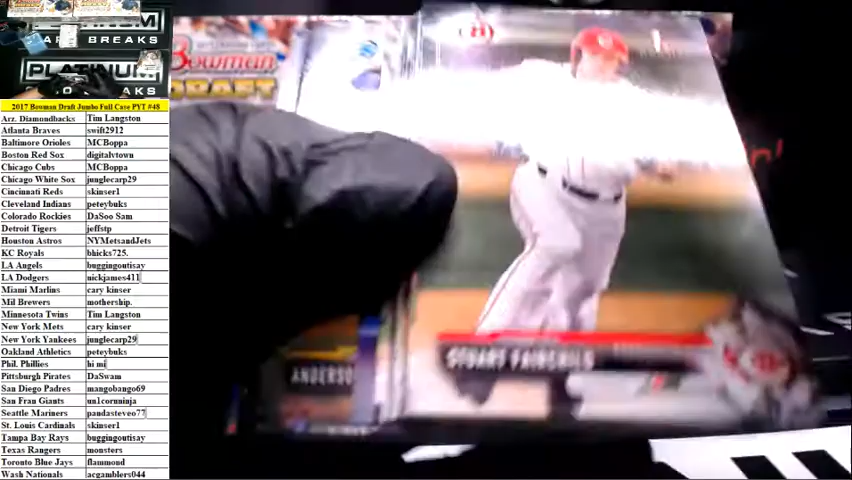 BREAKS
PLATINUM
BREAKS
2017 Bowman Draft Jumbo Full Case PYT #48
Arz. Diamondbacks Tim Langston
Atlanta Braves swift2912
Baltimore Orioles MCBoppa
Boston Red Sox digitalvtown
Chicago Cubs MCBoppa
Chicago White Sox junglecarp29
Cincinnati Reds skinser1
Cleveland Indians peteybuks
Colorado Rockies DaSoo Sam
Detroit Tigers jeffstp
Houston Astros NYMetsandJets
KC Royals bhicks725.
LA Angels buggingoutisay
LA Dodgers nickjames411
Miami Marlins cary kinser
Mil Brewers mothership.
Minnesota Twins Tim Langston
New York Mets cary kinser
New York Yankees junglecarp29
Oakland Athletics peteybuks
Phil. Phillies hi mi
Pittsburgh Pirates DaSwam
San Diego Padres mangobango69
San Fran Giants un1cornninja
Seattle Mariners pandasteveo77
St. Louis Cardinals skinser1
Tampa Bay Rays buggingoutisay
Texas Rangers monsters
Toronto Blue Jays flammond
Wash Nationals acgamblers044
Bowman
DRAFT
ANDERSO
STUART FAIRCHILD